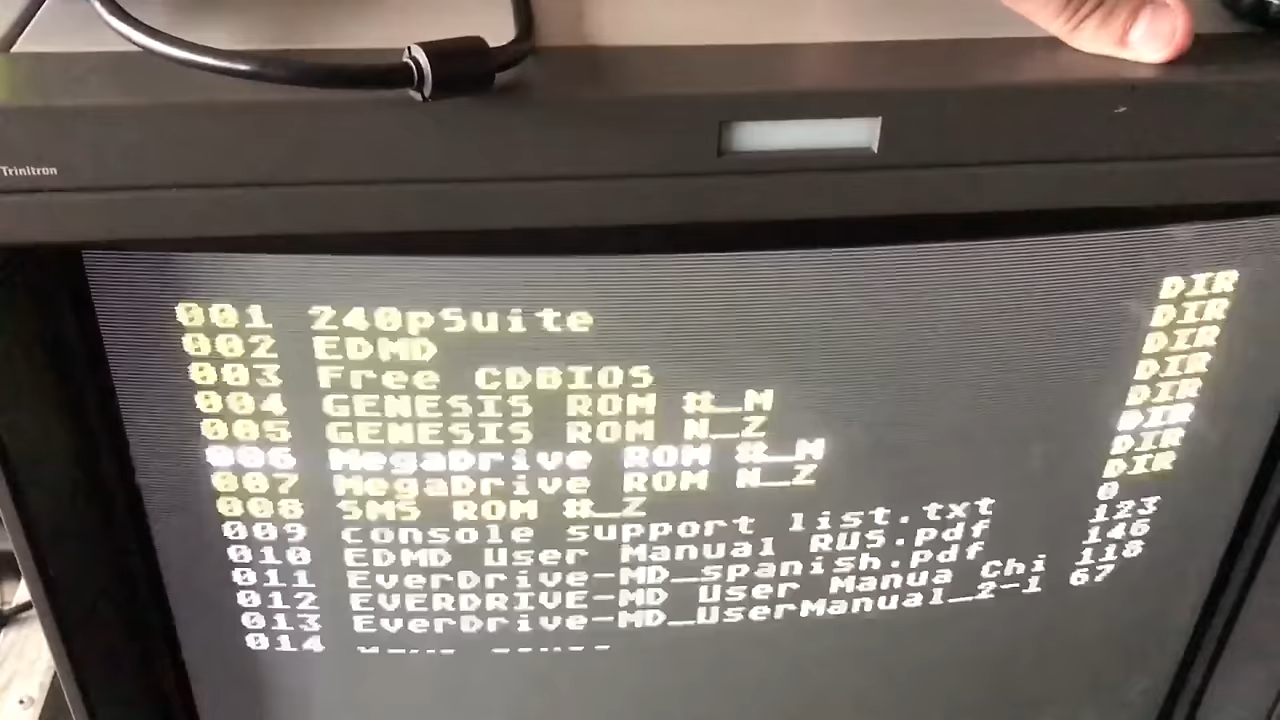 Trinitron
001 240pSuite DIR
002 EDMD DIR
003 Free CDBIOS DIR
004 GENESIS ROM #_M DIR
005 GENESIS ROM N_Z DIR
006 MegaDrive ROM #_M DIR
007 MegaDrive ROM N_Z DIR
008 SMS ROM #_Z DIR
009 console support list.txt 0
010 EDMD User Manual RUS.pdf 123
011 EverDrive-MD_spanish.pdf 146
012 EVERDRIVE-MD User Manua Chi 118
013 EverDrive-MD_UserManual_2-1 67
014